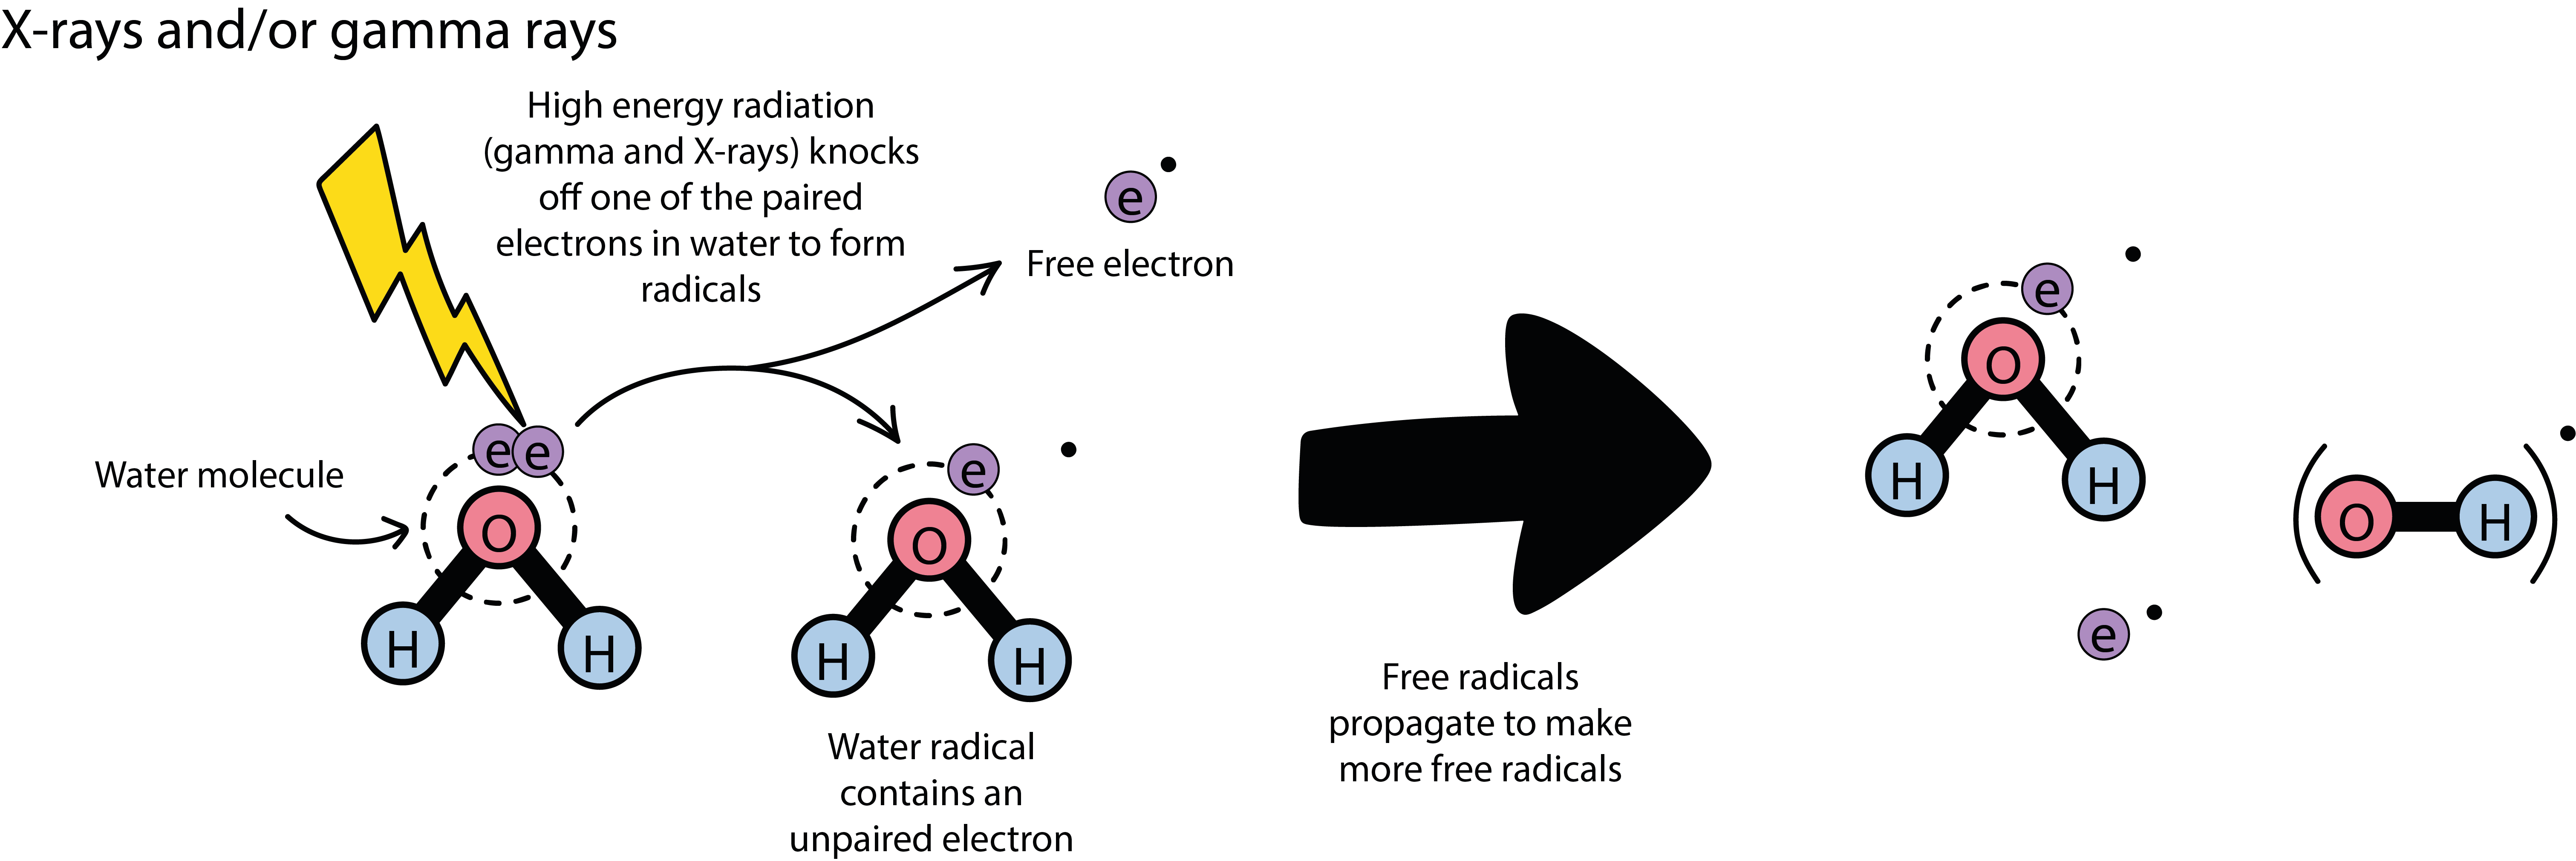 X-rays and/or gamma rays
High energy radiation
(gamma and X-rays) knocks
off one of the paired
electrons in water to form
radicals
e
Free electron
Water molecule
e e
O
H H
e
O
H H
Water radical
contains an
unpaired electron
Free radicals
propagate to make
more free radicals
e
O
H H
e
( O H )